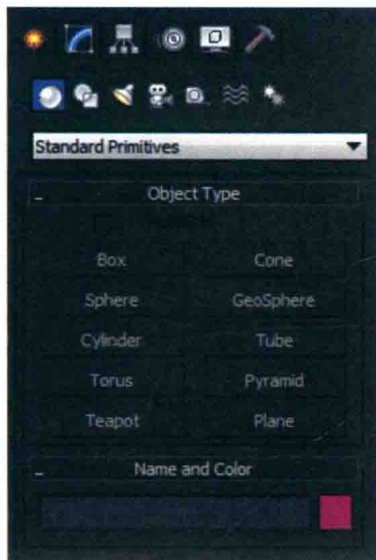 Standard Primitives
Object Type
Box Cone
Sphere GeoSphere
Cylinder Tube
Torus Pyramid
Teapot Plane
Name and Color